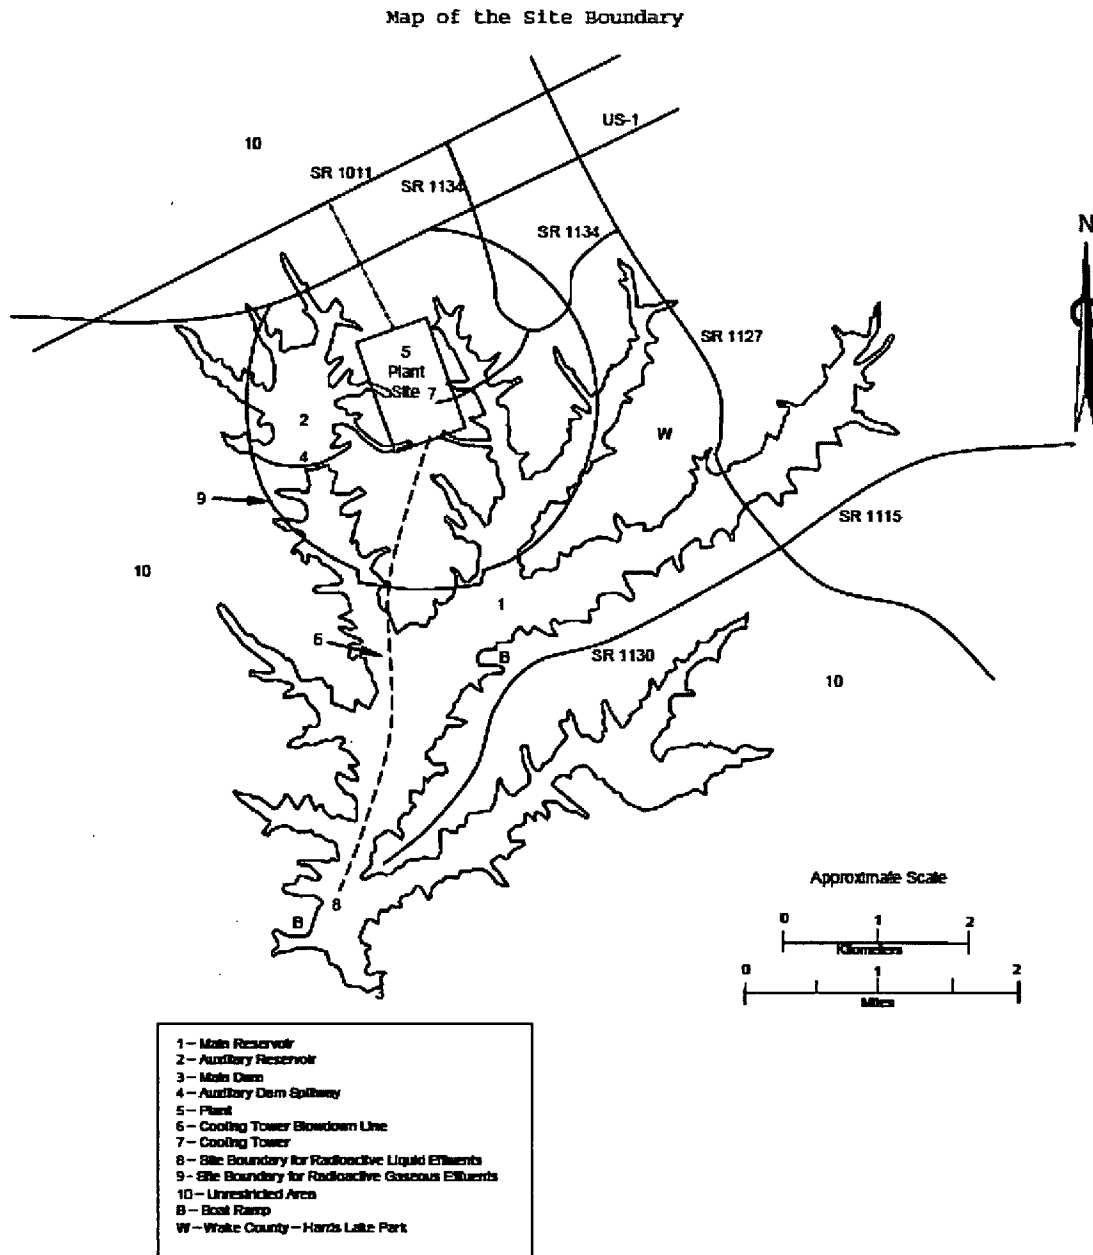 Map of the Site Boundary
US-1
10
SR 1011
SR 1134
SR 1134
N
SR 1127
5
Plant
Site 7
2
W
4
9
SR 1115
10
1
6
B
SR 1130
10
Approximate Scale
8
B
0 1 2
Kilometers
0 1 2
Miles
3
1 – Main Reservoir
2 – Auxiliary Reservoir
3 – Main Dam
4 – Auxiliary Dam Spillway
5 – Plant
6 – Cooling Tower Blowdown Line
7 – Cooling Tower
8 – Site Boundary for Radioactive Liquid Effluents
9 - Site Boundary for Radioactive Gaseous Effluents
10 – Unrestricted Area
B – Boat Ramp
W – Wake County – Harris Lake Park